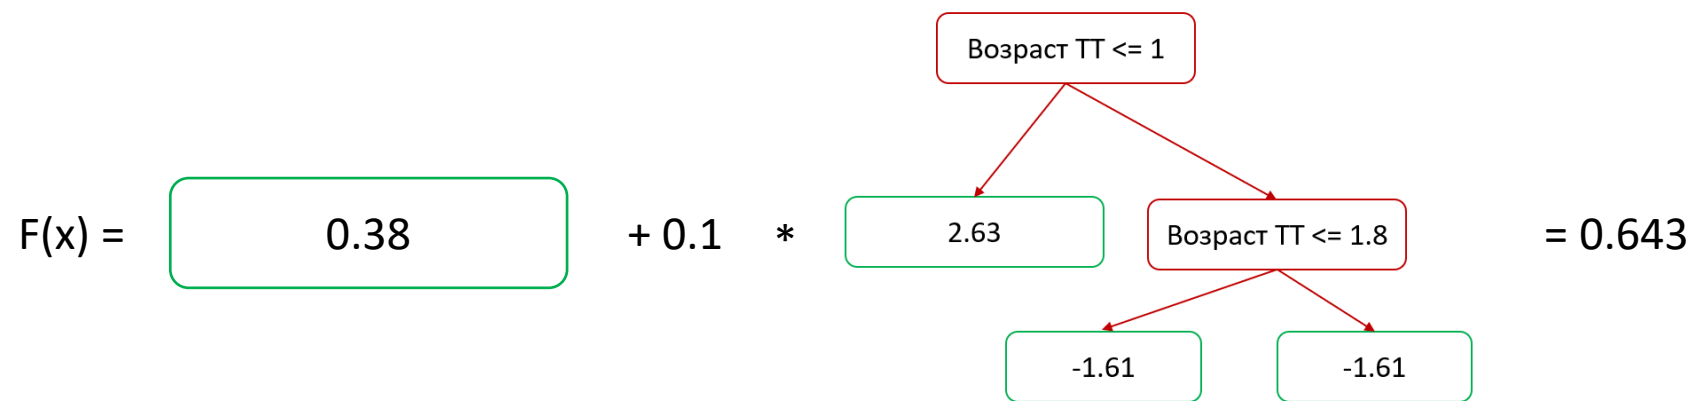 Возраст ТТ <= 1
F(x) = 0.38 + 0.1 * 2.63 Возраст ТТ <= 1.8 = 0.643
-1.61 -1.61